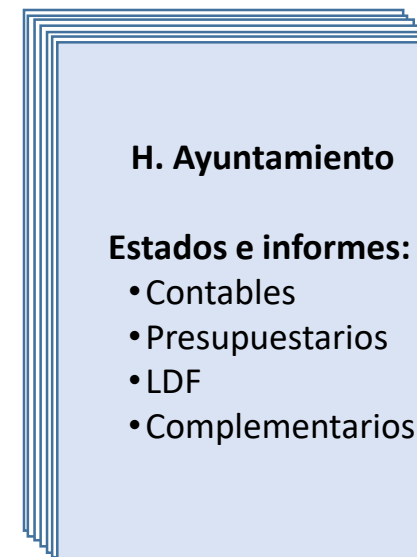 H. Ayuntamiento
Estados e informes:
•Contables
•Presupuestarios
•LDF
•Complementarios